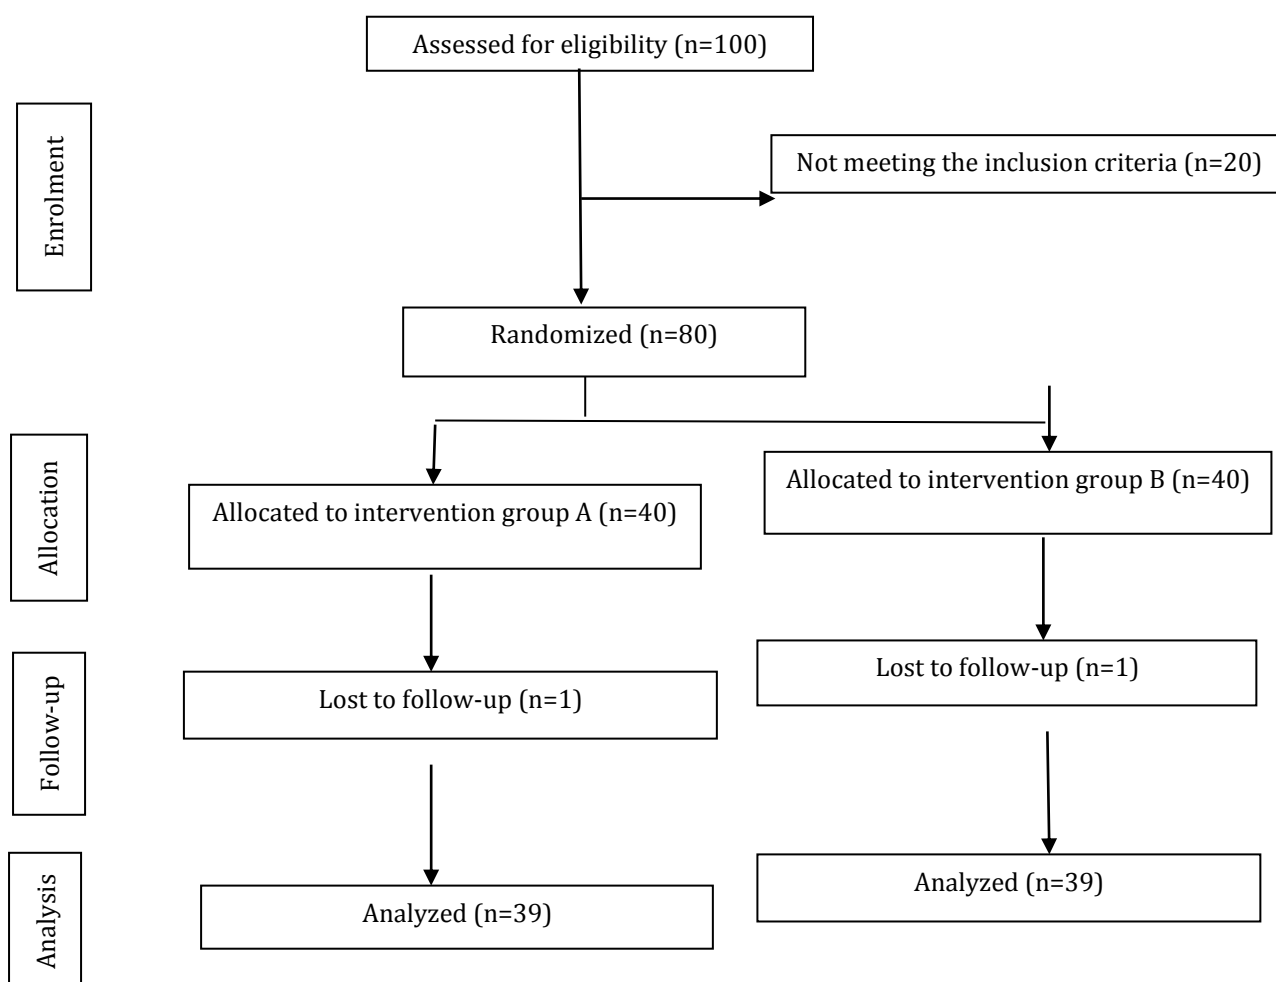 Assessed for eligibility (n=100)
Enrolment
Not meeting the inclusion criteria (n=20)
Randomized (n=80)
Allocation
Allocated to intervention group A (n=40)
Allocated to intervention group B (n=40)
Follow-up
Lost to follow-up (n=1)
Lost to follow-up (n=1)
Analysis
Analyzed (n=39)
Analyzed (n=39)